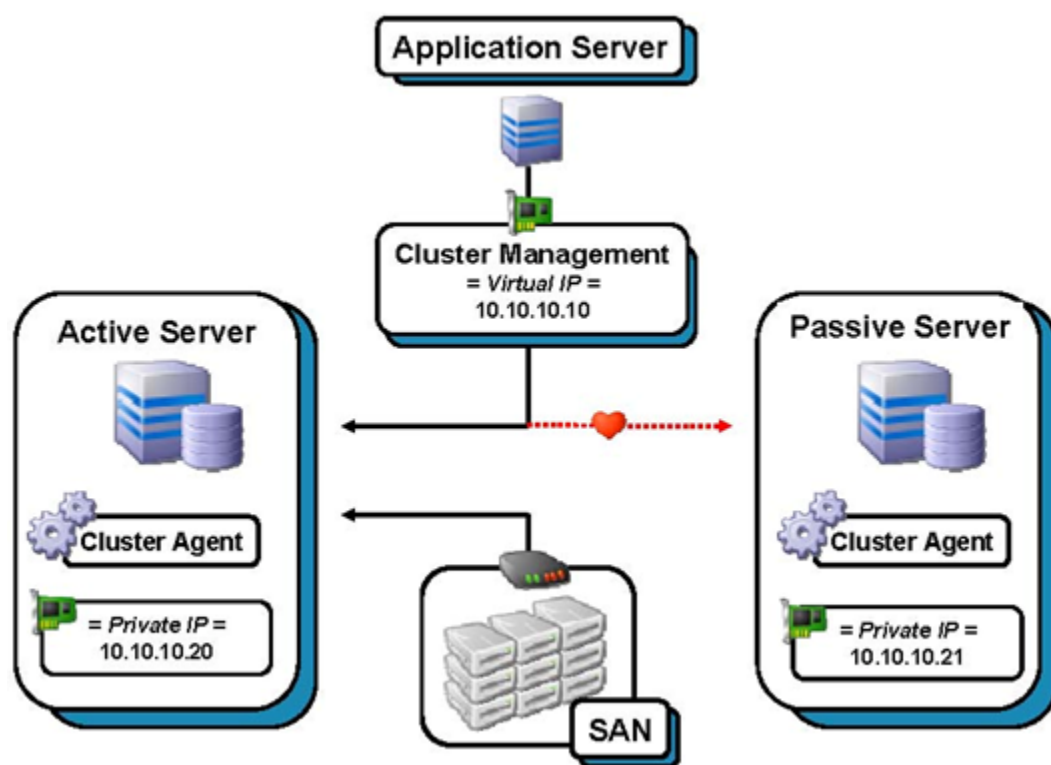 Application Server
Cluster Management
= Virtual IP =
10.10.10.10
Active Server
Cluster Agent
= Private IP =
10.10.10.20
Passive Server
Cluster Agent
= Private IP =
10.10.10.21
SAN